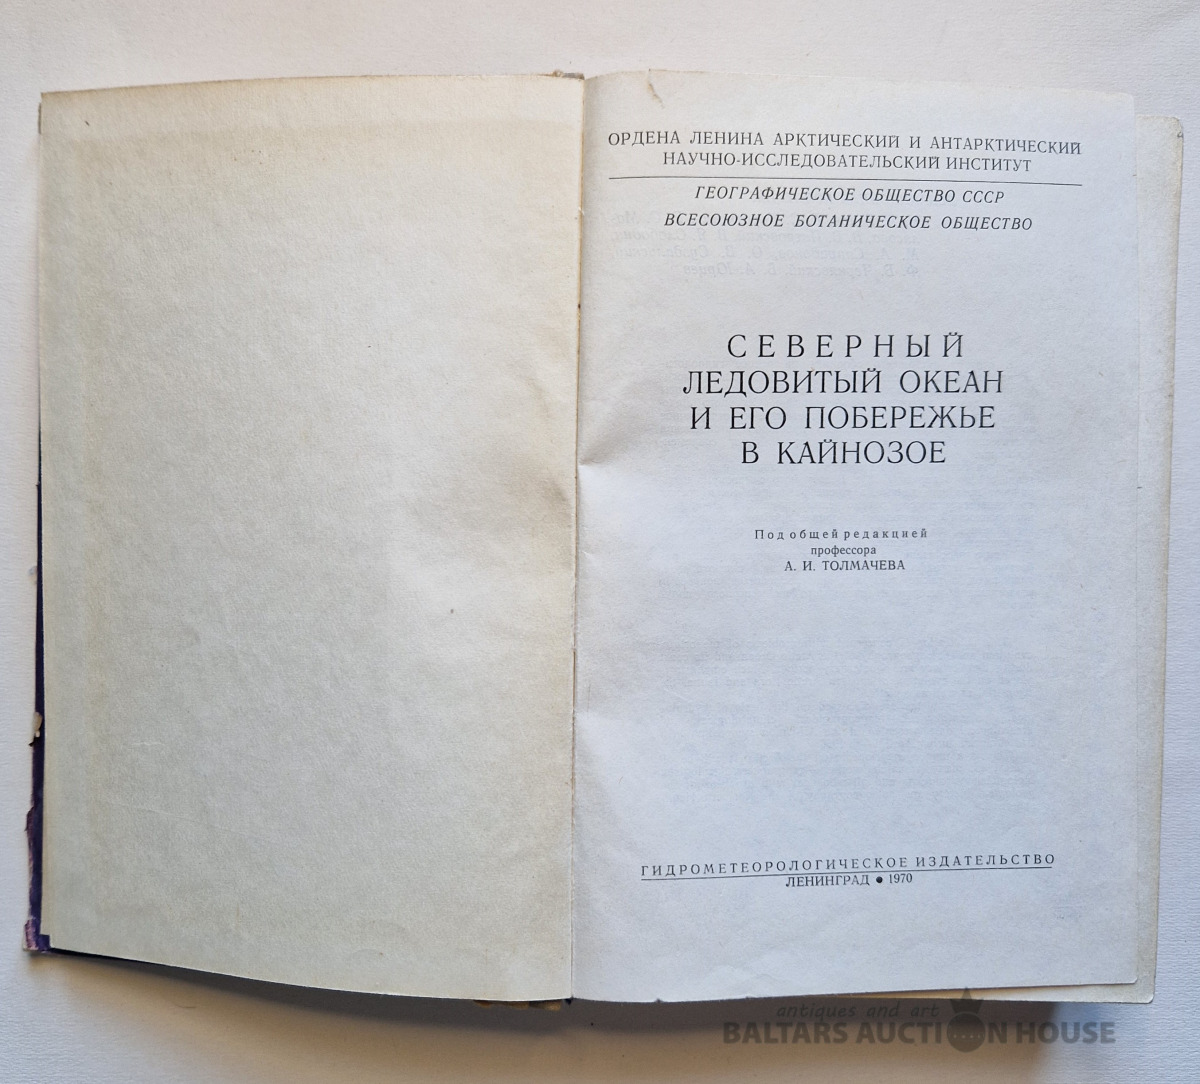 ОРДЕНА ЛЕНИНА АРКТИЧЕСКИЙ И АНТАРКТИЧЕСКИЙ
НАУЧНО-ИССЛЕДОВАТЕЛЬСКИЙ ИНСТИТУТ
ГЕОГРАФИЧЕСКОЕ ОБЩЕСТВО СССР
ВСЕСОЮЗНОЕ БОТАНИЧЕСКОЕ ОБЩЕСТВО
СЕВЕРНЫЙ
ЛЕДОВИТЫЙ ОКЕАН
И ЕГО ПОБЕРЕЖЬЕ
В КАЙНОЗОЕ
Под общей редакцией
профессора
А. И. ТОЛМАЧЕВА
ГИДРОМЕТЕОРОЛОГИЧЕСКОЕ ИЗДАТЕЛЬСТВО
ЛЕНИНГРАД ● 1970
antiques and art
BALTARS AUCTION HOUSE